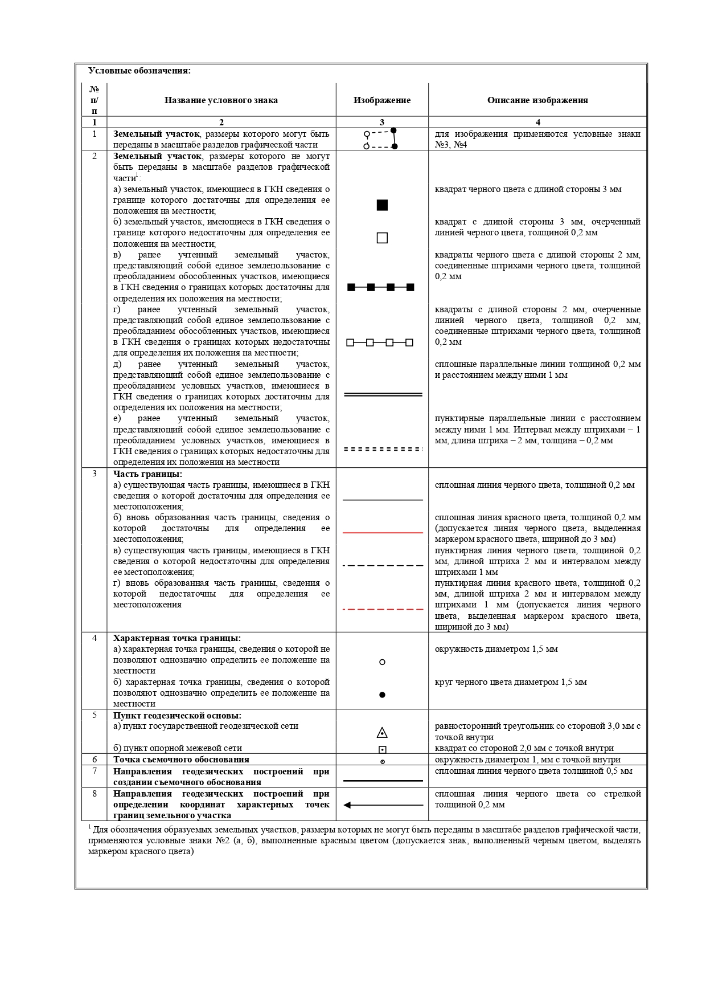 Условные обозначения:
№
п/
п
Название условного знака
Изображение
Описание изображения
1
2
3
4
1
Земельный участок, размеры которого могут быть
переданы в масштабе разделов графической части
для изображения применяются условные знаки
№3, №4
2
Земельный участок, размеры которого не могут
быть переданы в масштабе разделов графической
части1:
а) земельный участок, имеющиеся в ГКН сведения о
границе которого достаточны для определения ее
положения на местности;
квадрат черного цвета с длиной стороны 3 мм
б) земельный участок, имеющиеся в ГКН сведения о
границе которого недостаточны для определения ее
положения на местности;
квадрат с длиной стороны 3 мм, очерченный
линией черного цвета, толщиной 0,2 мм
в) ранее учтенный земельный участок,
представляющий собой единое землепользование с
преобладанием обособленных участков, имеющиеся
в ГКН сведения о границах которых достаточны для
определения их положения на местности;
квадраты черного цвета с длиной стороны 2 мм,
соединенные штрихами черного цвета, толщиной
0,2 мм
г) ранее учтенный земельный участок,
представляющий собой единое землепользование с
преобладанием обособленных участков, имеющиеся
в ГКН сведения о границах которых недостаточны
для определения их положения на местности;
квадраты с длиной стороны 2 мм, очерченные
линией черного цвета, толщиной 0,2 мм,
соединенные штрихами черного цвета, толщиной
0,2 мм
д) ранее учтенный земельный участок,
представляющий собой единое землепользование с
преобладанием условных участков, имеющиеся в
ГКН сведения о границах которых достаточны для
определения их положения на местности;
сплошные параллельные линии толщиной 0,2 мм
и расстоянием между ними 1 мм
е) ранее учтенный земельный участок,
представляющий собой единое землепользование с
преобладанием условных участков, имеющиеся в
ГКН сведения о границах которых недостаточны для
определения их положения на местности
пунктирные параллельные линии с расстоянием
между ними 1 мм. Интервал между штрихами – 1
мм, длина штриха – 2 мм, толщина – 0,2 мм
3
Часть границы:
а) существующая часть границы, имеющиеся в ГКН
сведения о которой достаточны для определения ее
местоположения;
сплошная линия черного цвета, толщиной 0,2 мм
б) вновь образованная часть границы, сведения о
которой достаточны для определения ее
местоположения;
сплошная линия красного цвета, толщиной 0,2 мм
(допускается линия черного цвета, выделенная
маркером красного цвета, шириной до 3 мм)
в) существующая часть границы, имеющиеся в ГКН
сведения о которой недостаточны для определения
ее местоположения;
пунктирная линия черного цвета, толщиной 0,2
мм, длиной штриха 2 мм и интервалом между
штрихами 1 мм
г) вновь образованная часть границы, сведения о
которой недостаточны для определения ее
местоположения
пунктирная линия красного цвета, толщиной 0,2
мм, длиной штриха 2 мм и интервалом между
штрихами 1 мм (допускается линия черного
цвета, выделенная маркером красного цвета,
шириной до 3 мм)
4
Характерная точка границы:
а) характерная точка границы, сведения о которой не
позволяют однозначно определить ее положение на
местности
окружность диаметром 1,5 мм
б) характерная точка границы, сведения о которой
позволяют однозначно определить ее положение на
местности
круг черного цвета диаметром 1,5 мм
5
Пункт геодезической основы:
а) пункт государственной геодезической сети
равносторонний треугольник со стороной 3,0 мм с
точкой внутри
б) пункт опорной межевой сети
квадрат со стороной 2,0 мм с точкой внутри
6
Точка съемочного обоснования
окружность диаметром 1, мм с точкой внутри
7
Направления геодезических построений при
создании съемочного обоснования
сплошная линия черного цвета толщиной 0,5 мм
8
Направления геодезических построений при
определении координат характерных точек
границ земельного участка
сплошная линия черного цвета со стрелкой
толщиной 0,2 мм
1 Для обозначения образуемых земельных участков, размеры которых не могут быть переданы в масштабе разделов графической части,
применяются условные знаки №2 (а, б), выполненные красным цветом (допускается знак, выполненный черным цветом, выделять
маркером красного цвета)